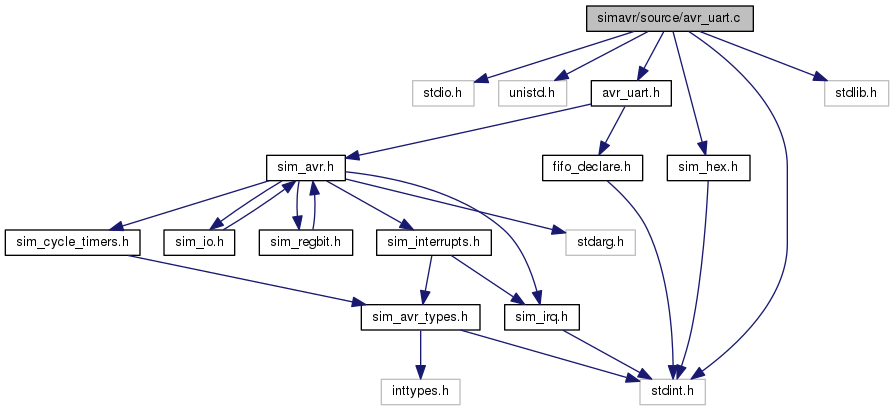 simavr/source/avr_uart.c
stdio.h
unistd.h
avr_uart.h
stdlib.h
sim_avr.h
fifo_declare.h
sim_hex.h
sim_cycle_timers.h
sim_io.h
sim_regbit.h
sim_interrupts.h
stdarg.h
sim_avr_types.h
sim_irq.h
inttypes.h
stdint.h